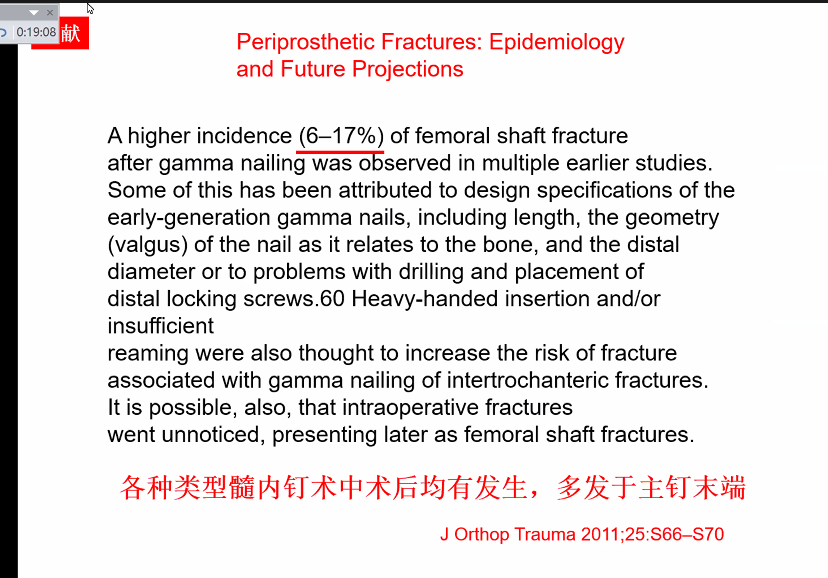 0:19:08
献
Periprosthetic Fractures: Epidemiology
and Future Projections
A higher incidence (6–17%) of femoral shaft fracture
after gamma nailing was observed in multiple earlier studies.
Some of this has been attributed to design specifications of the
early-generation gamma nails, including length, the geometry
(valgus) of the nail as it relates to the bone, and the distal
diameter or to problems with drilling and placement of
distal locking screws.60 Heavy-handed insertion and/or
insufficient
reaming were also thought to increase the risk of fracture
associated with gamma nailing of intertrochanteric fractures.
It is possible, also, that intraoperative fractures
went unnoticed, presenting later as femoral shaft fractures.
各种类型髓内钉术中术后均有发生，多发于主钉末端
J Orthop Trauma 2011;25:S66–S70